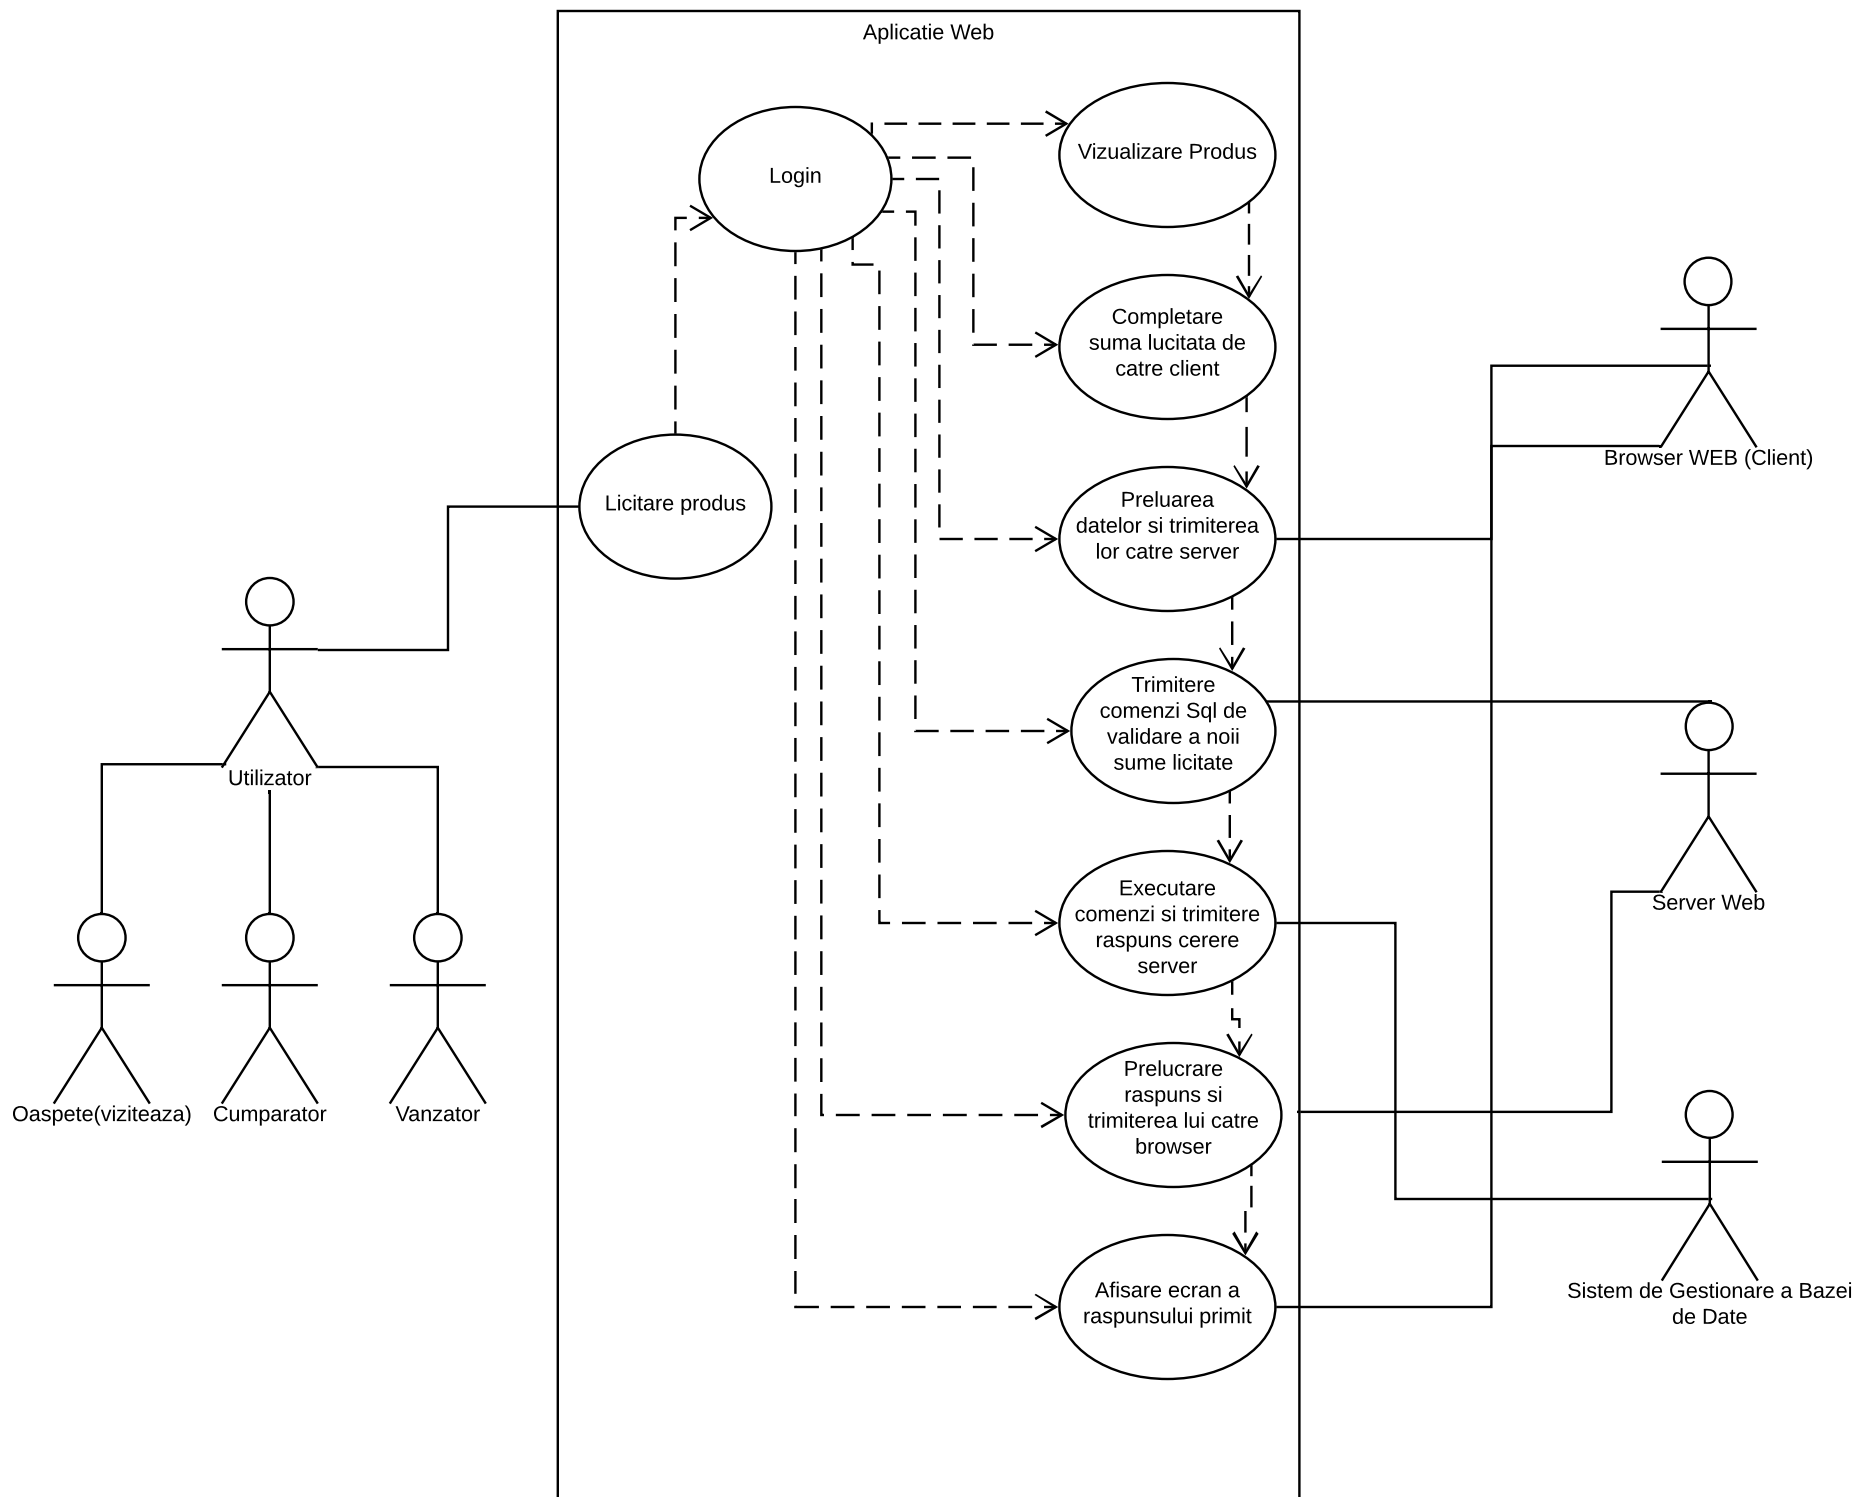 Aplicatie Web
Login
Vizualizare Produs
Completare
suma lucitata de
catre client
Licitare produs
Preluarea
datelor si trimiterea
lor catre server
Browser WEB (Client)
Utilizator
Trimitere
comenzi Sql de
validare a noii
sume licitate
Executare
comenzi si trimitere
raspuns cerere
server
Server Web
Oaspete(viziteaza)
Cumparator
Vanzator
Prelucrare
raspuns si
trimiterea lui catre
browser
Afisare ecran a
raspunsului primit
Sistem de Gestionare a Bazei
de Date